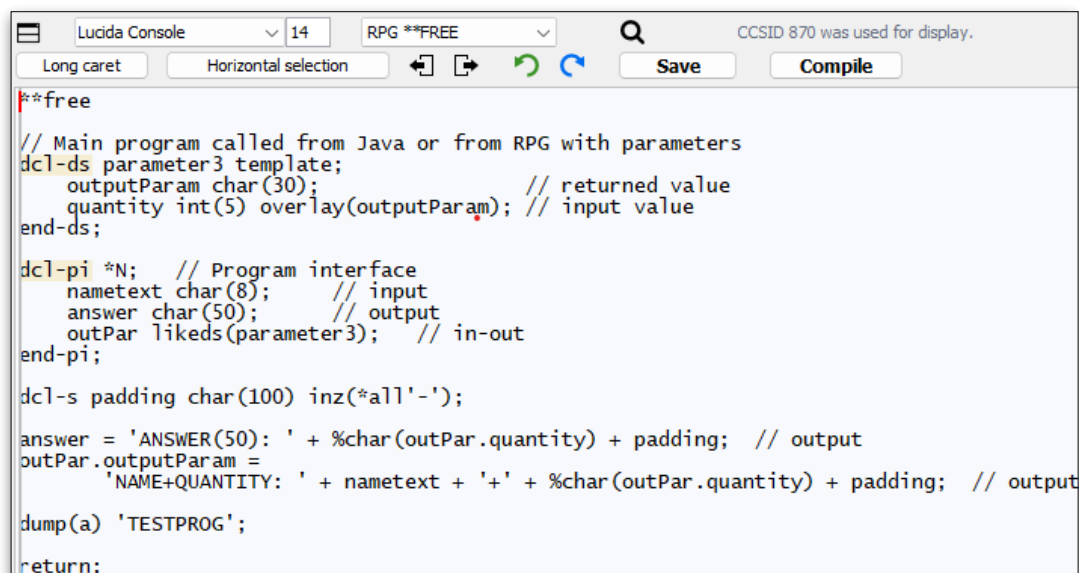 Lucida Console 14 RPG **FREE CCSID 870 was used for display.
Long caret Horizontal selection Save Compile
**free
// Main program called from Java or from RPG with parameters
dcl-ds parameter3 template;
    outputParam char(30);                    // returned value
    quantity int(5) overlay(outputParam); // input value
end-ds;
dcl-pi *N;   // Program interface
    nametext char(8);      // input
    answer char(50);       // output
    outPar likeds(parameter3);   // in-out
end-pi;
dcl-s padding char(100) inz(*all'-');
answer = 'ANSWER(50): ' + %char(outPar.quantity) + padding;  // output
outPar.outputParam =
       'NAME+QUANTITY: ' + nametext + '+' + %char(outPar.quantity) + padding;  // output
dump(a) 'TESTPROG';
return;